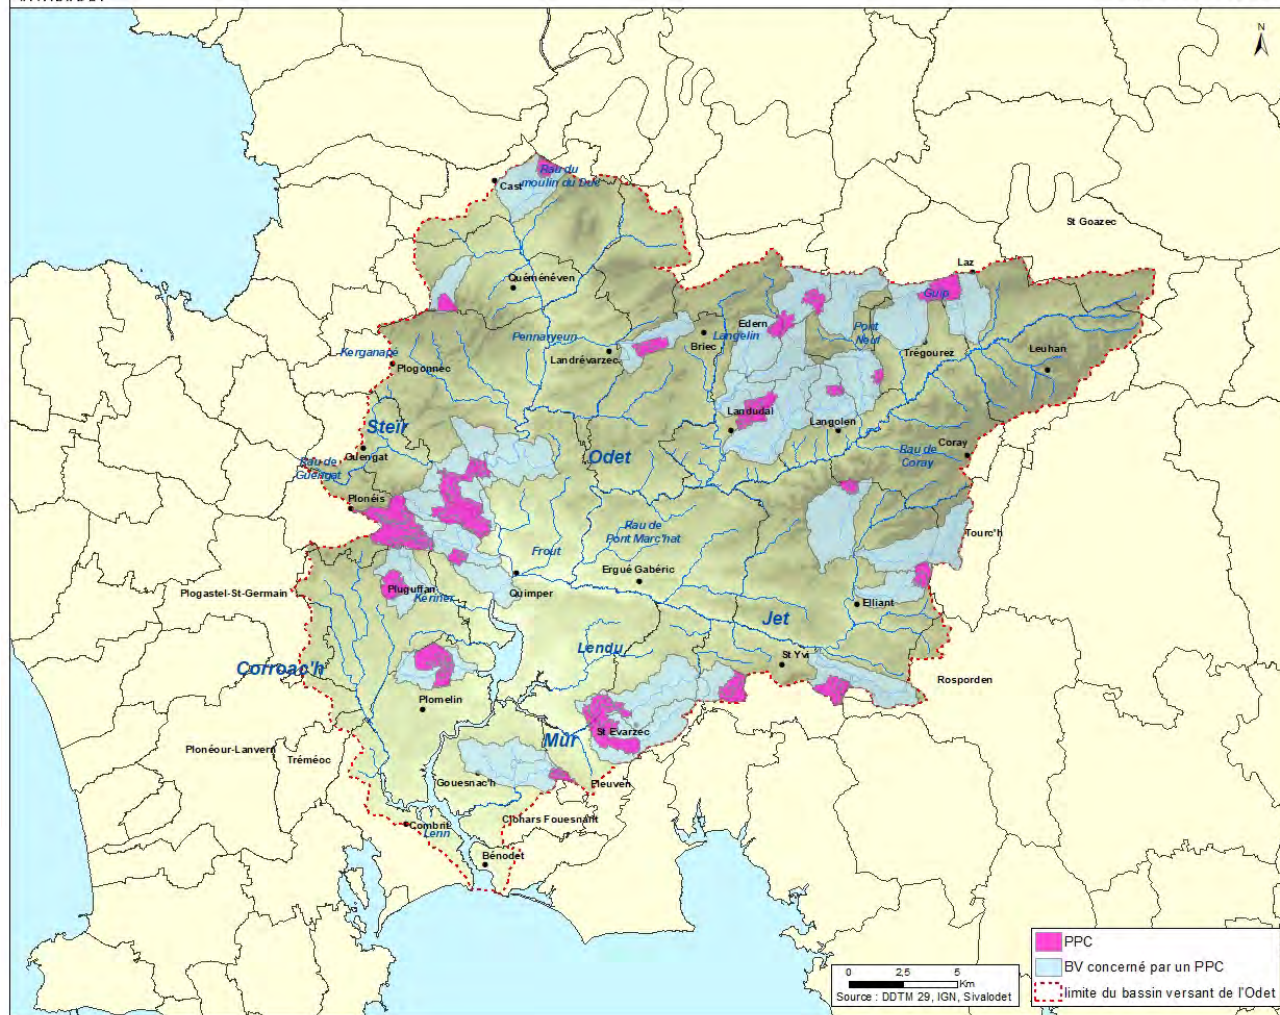 N
Rau du
moulin du Duc
Cast
St Goazec
Laz
Quéménéven
Guip
Edern
Langelin
Pont
Neuf
Briec
Pennaryeun
Landrévarzec
Trégourez
Leuhan
Kerganapé
Plogonnec
Landudal
Langolen
Steïr
Guengat
Odet
Coray
Rau de
Coray
Rau de
Guengat
Plonéis
Tourc'h
Rau de
Pont Marc'hat
Frout
Ergué Gabéric
Plogastel-St-Germain
Pluguffan
Keriner
Quimper
Elliant
Jet
Lendu
Corroac'h
St Yvi
Rosporden
Plomelin
St Evarzec
Mûr
Plonéour-Lanvern
Tréméoc
Gouesnac'h
Pleuven
Combrit
Lenn
Clohars Fouesnant
Bénodet
PPC
BV concerné par un PPC
limite du bassin versant de l'Odet
0 2,5 5
Km
Source : DDTM 29, IGN, Sivalodet